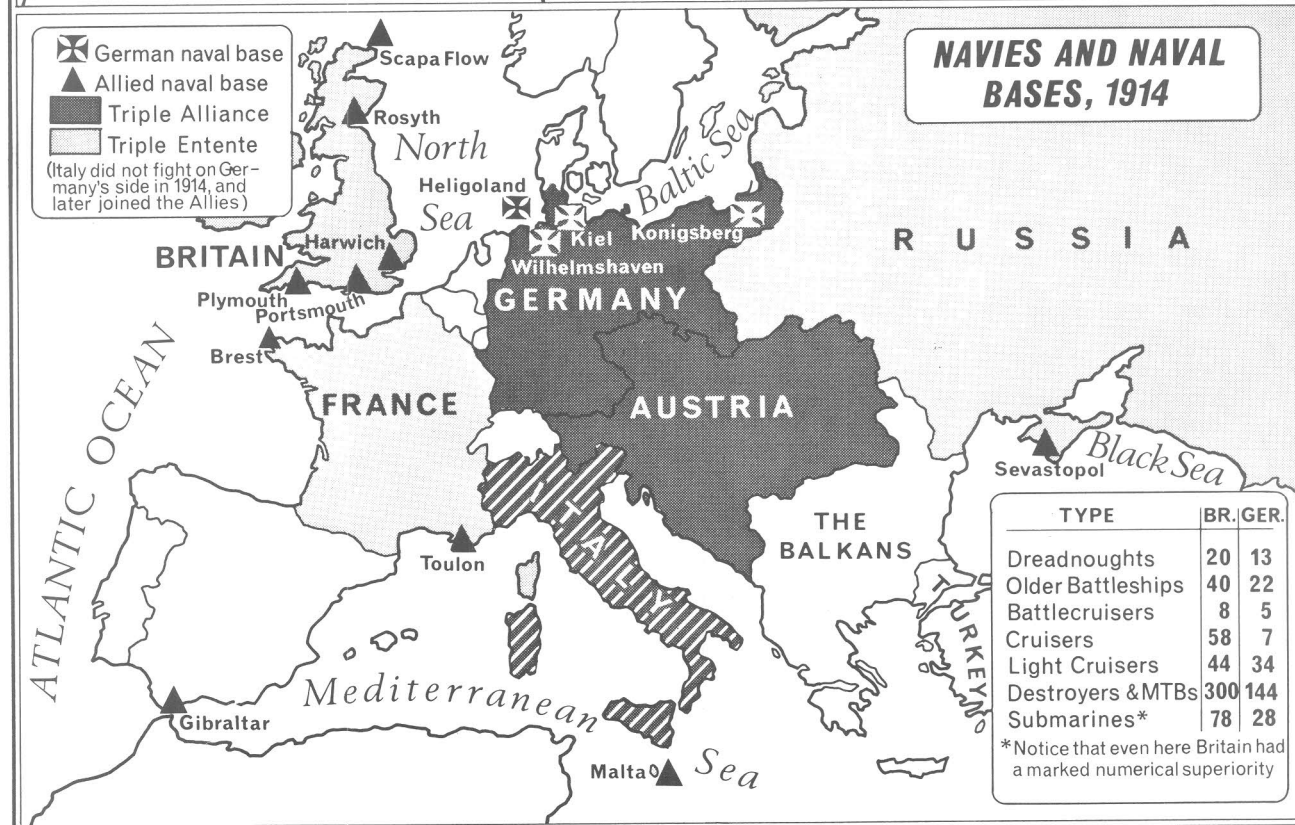 NAVIES AND NAVAL
BASES, 1914
German naval base
Allied naval base
Triple Alliance
Triple Entente
(Italy did not fight on Ger-
many's side in 1914, and
later joined the Allies)
Scapa Flow
Rosyth
North
Sea
Heligoland
Baltic Sea
Kiel
Konigsberg
Wilhelmshaven
RUSSIA
BRITAIN
Harwich
Plymouth
Portsmouth
GERMANY
Brest
ATLANTIC OCEAN
FRANCE
AUSTRIA
Sevastopol
Black Sea
ITALY
THE
BALKANS
Toulon
TURKEY
Mediterranean
Sea
Gibraltar
Malta
TYPE BR. GER.
Dreadnoughts 20 13
Older Battleships 40 22
Battlecruisers 8 5
Cruisers 58 7
Light Cruisers 44 34
Destroyers & MTBs 300 144
Submarines* 78 28
*Notice that even here Britain had
a marked numerical superiority